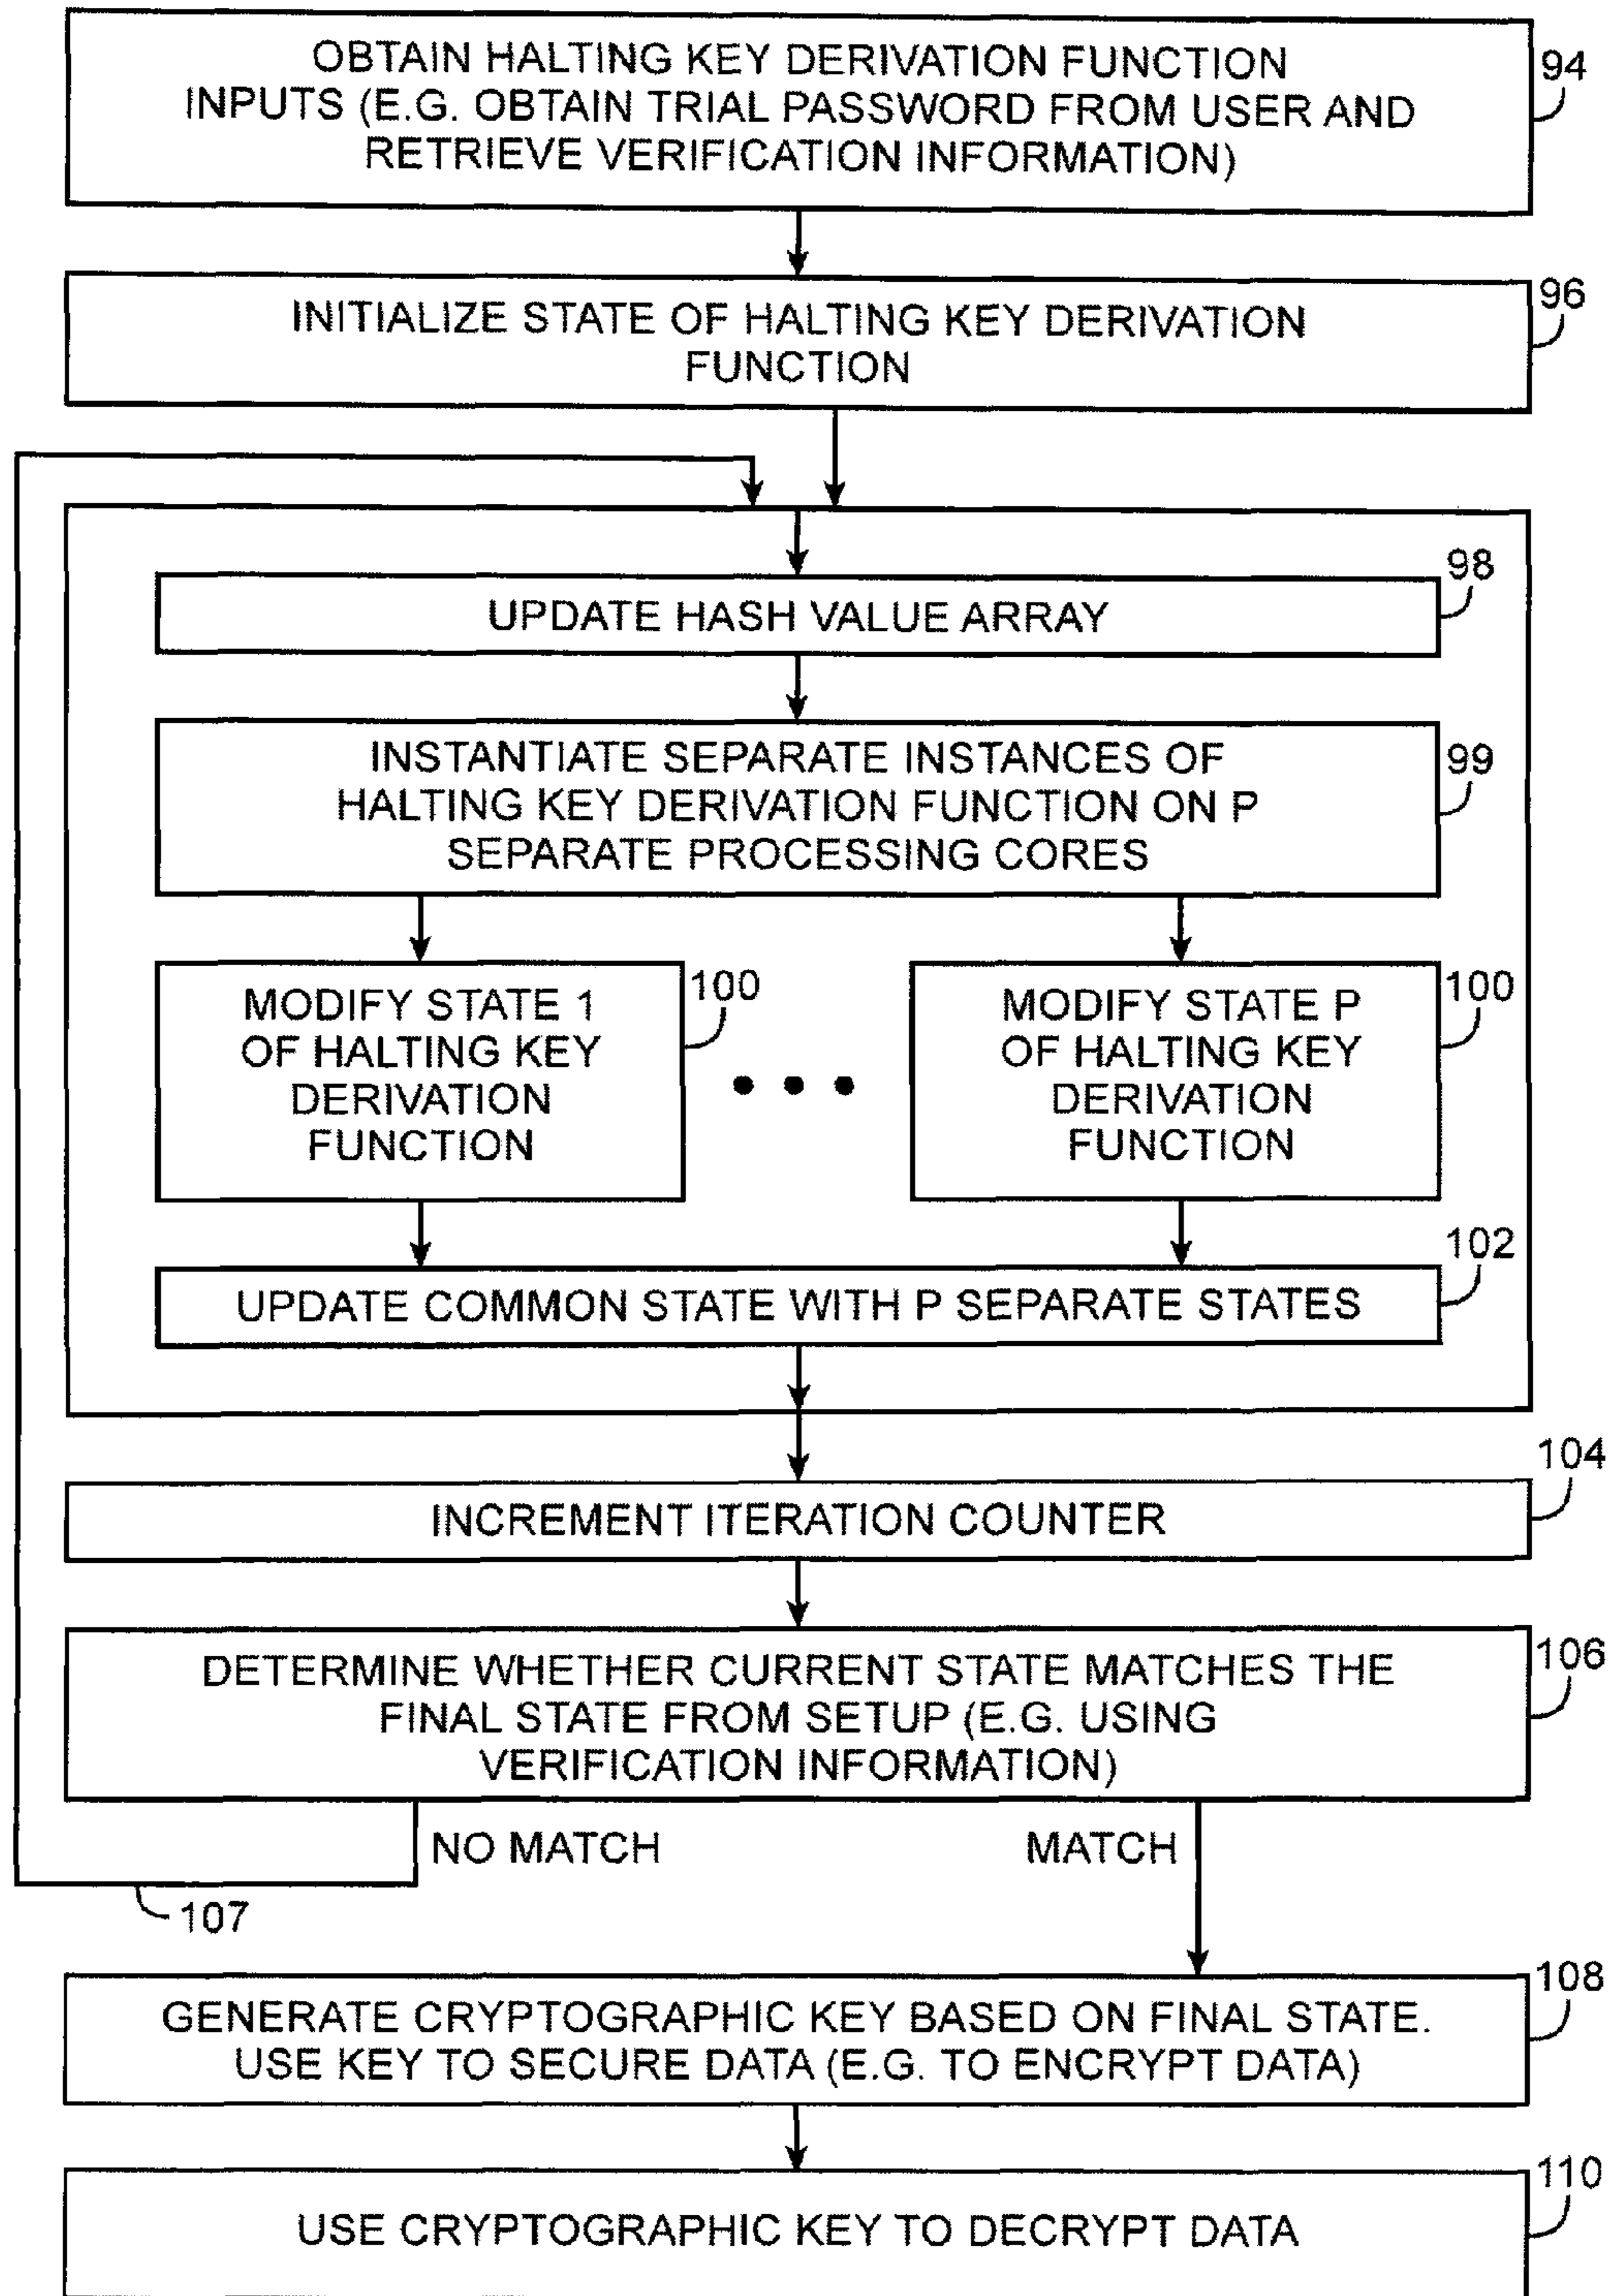 OBTAIN HALTING KEY DERIVATION FUNCTION
INPUTS (E.G. OBTAIN TRIAL PASSWORD FROM USER AND
RETRIEVE VERIFICATION INFORMATION)
94
INITIALIZE STATE OF HALTING KEY DERIVATION
FUNCTION
96
UPDATE HASH VALUE ARRAY
98
INSTANTIATE SEPARATE INSTANCES OF
HALTING KEY DERIVATION FUNCTION ON P
SEPARATE PROCESSING CORES
99
MODIFY STATE 1
OF HALTING KEY
DERIVATION
FUNCTION
100
MODIFY STATE P
OF HALTING KEY
DERIVATION
FUNCTION
100
UPDATE COMMON STATE WITH P SEPARATE STATES
102
INCREMENT ITERATION COUNTER
104
DETERMINE WHETHER CURRENT STATE MATCHES THE
FINAL STATE FROM SETUP (E.G. USING
VERIFICATION INFORMATION)
106
NO MATCH
MATCH
107
GENERATE CRYPTOGRAPHIC KEY BASED ON FINAL STATE.
USE KEY TO SECURE DATA (E.G. TO ENCRYPT DATA)
108
USE CRYPTOGRAPHIC KEY TO DECRYPT DATA
110